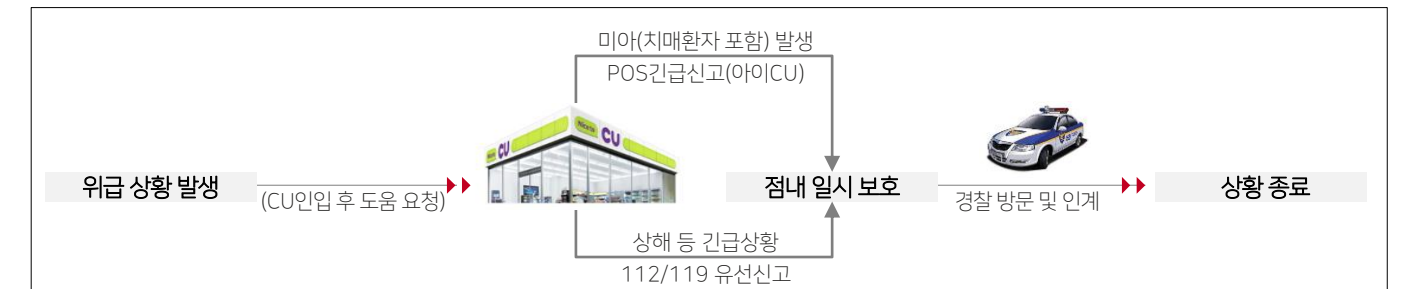 미아(치매환자 포함) 발생
POS긴급신고(아이CU)
CU
CU
위급 상황 발생
(CU인입 후 도움 요청)
점내 일시 보호
경찰 방문 및 인계
상황 종료
상해 등 긴급상황
112/119 유선신고